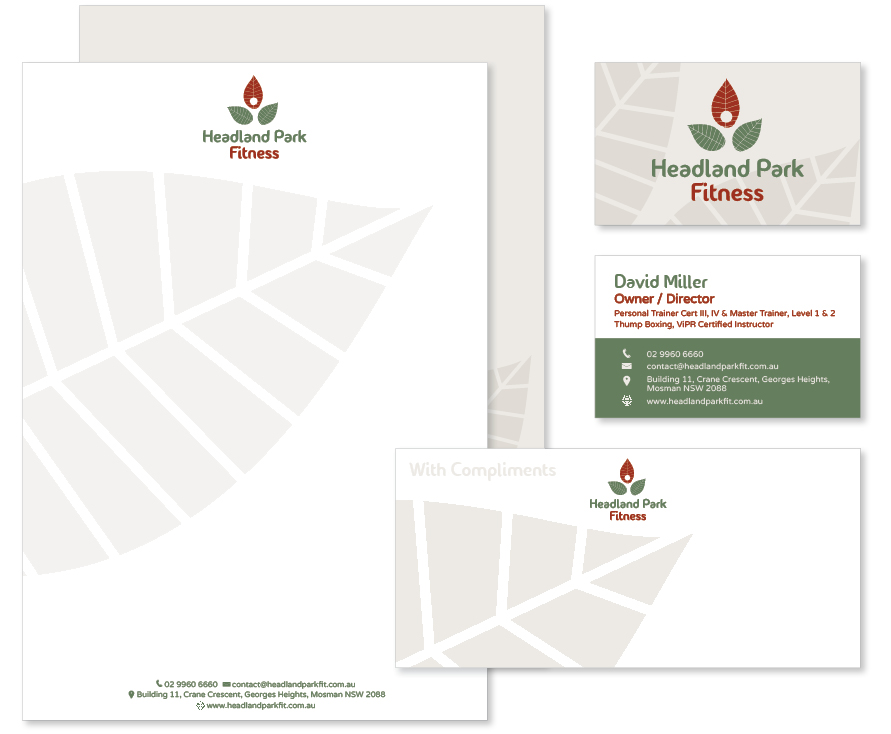 Headland Park
Fitness
02 9960 6660 contact@headlandparkfit.com.au
Building 11, Crane Crescent, Georges Heights, Mosman NSW 2088
www.headlandparkfit.com.au
Headland Park
Fitness
David Miller
Owner / Director
Personal Trainer Cert III, IV & Master Trainer, Level 1 & 2
Thump Boxing, ViPR Certified Instructor
02 9960 6660
contact@headlandparkfit.com.au
Building 11, Crane Crescent, Georges Heights,
Mosman NSW 2088
www.headlandparkfit.com.au
With Compliments
Headland Park
Fitness